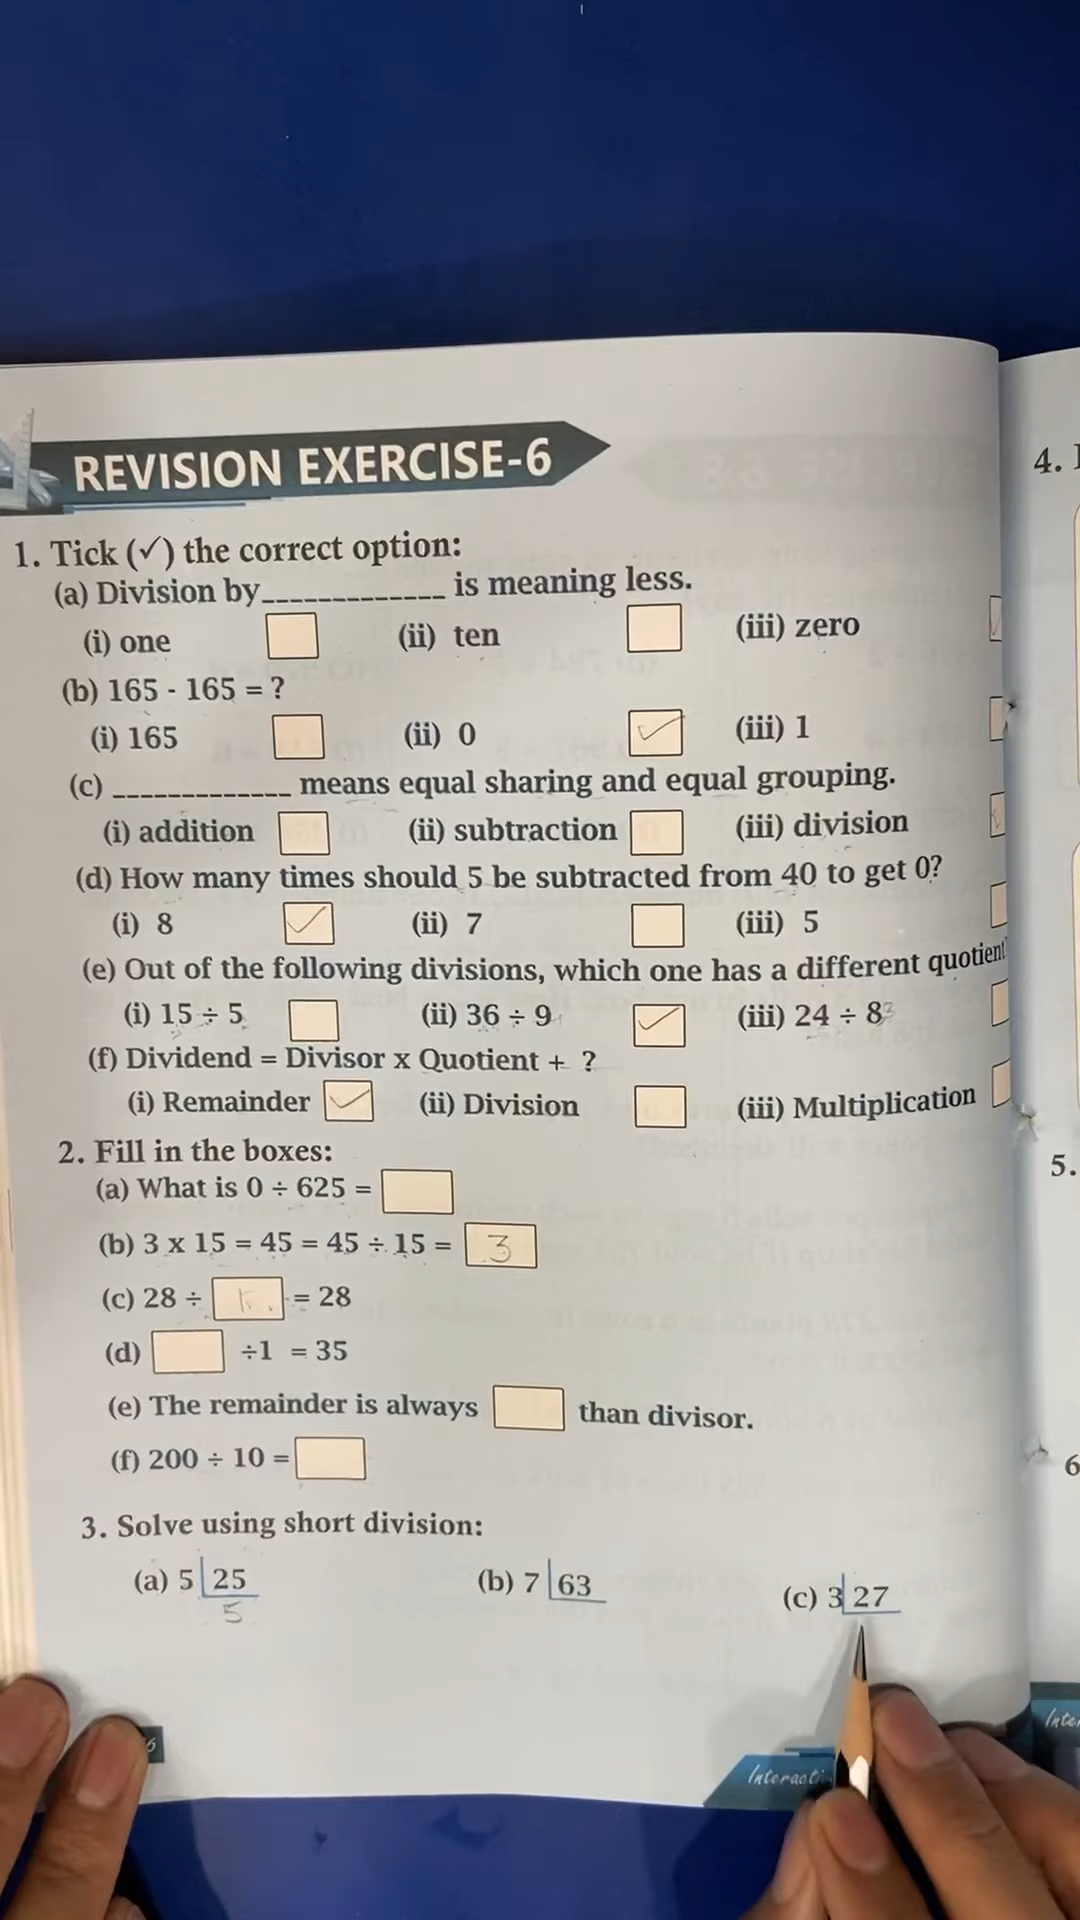 REVISION EXERCISE-6
4.
1. Tick (✓) the correct option:
(a) Division by_____________ is meaning less.
(i) one (ii) ten (iii) zero
(b) 165 - 165 = ?
(i) 165 (ii) 0 ✓ (iii) 1
(c) _____________ means equal sharing and equal grouping.
(i) addition (ii) subtraction (iii) division
(d) How many times should 5 be subtracted from 40 to get 0?
(i) 8 ✓ (ii) 7 (iii) 5
(e) Out of the following divisions, which one has a different quotient
(i) 15 ÷ 5 (ii) 36 ÷ 9 ✓ (iii) 24 ÷ 8
(f) Dividend = Divisor x Quotient + ?
(i) Remainder ✓ (ii) Division (iii) Multiplication
2. Fill in the boxes:
5.
(a) What is 0 ÷ 625 =
(b) 3 x 15 = 45 = 45 ÷ 15 = 3
(c) 28 ÷ = 28
(d) ÷1 = 35
(e) The remainder is always than divisor.
(f) 200 ÷ 10 =
6
3. Solve using short division:
(a) 5 25 (b) 7 63 (c) 3 27
5
6